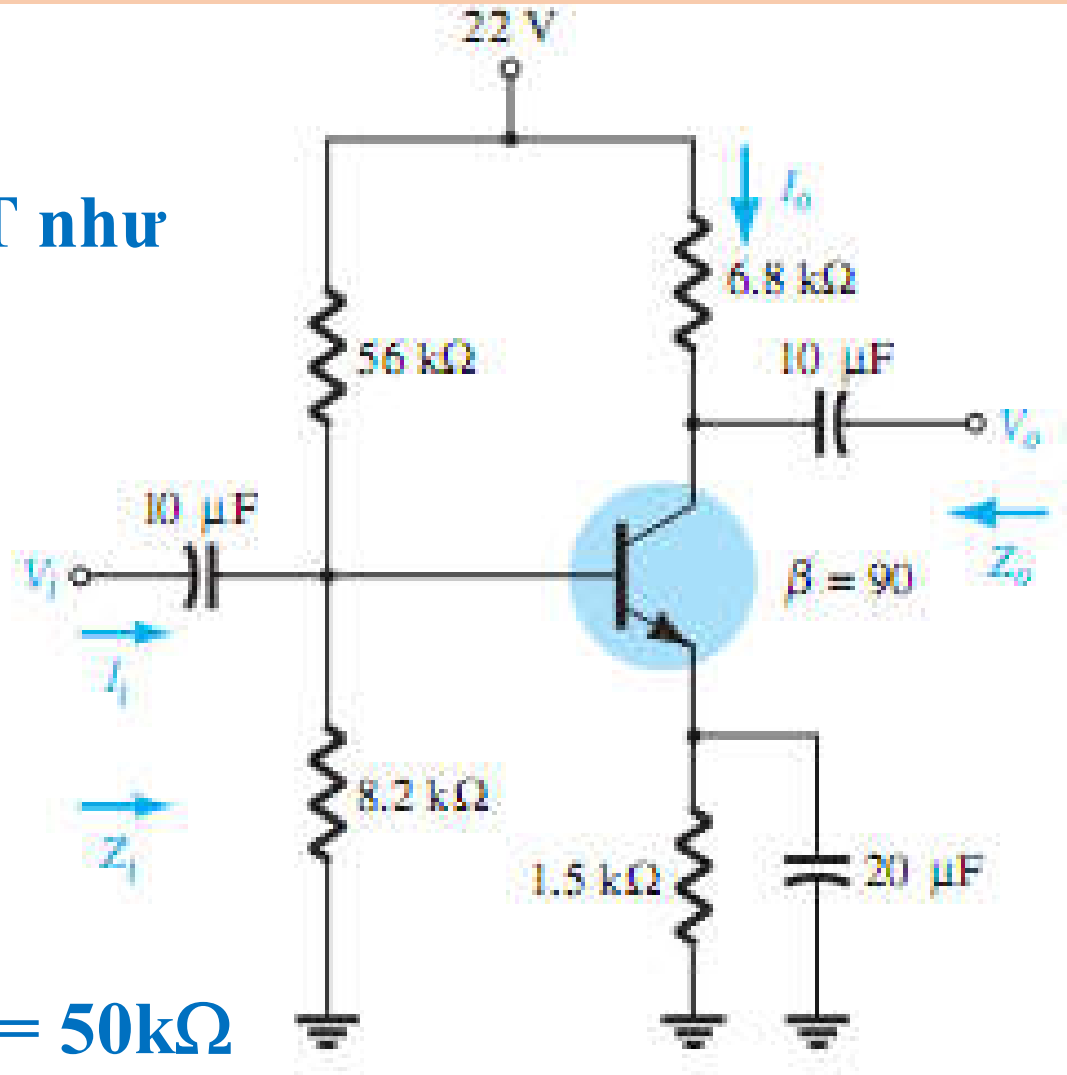 22 V
T như
I_o
6.8 kΩ
56 kΩ
10 µF
V_o
10 µF
V_i
β = 90
Z_o
I_i
8.2 kΩ
Z_i
1.5 kΩ
20 µF
= 50kΩ